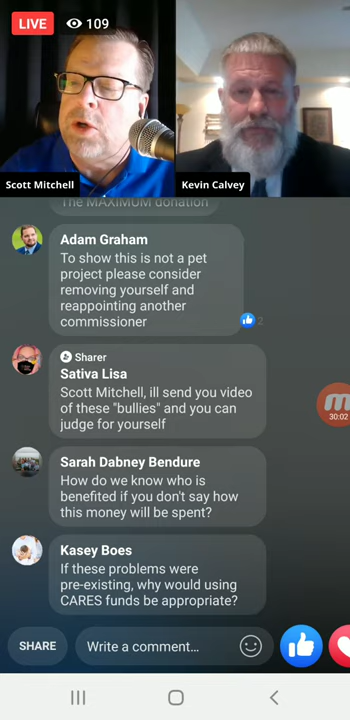 LIVE
109
Scott Mitchell
Kevin Calvey
The MAXIMUM donation
Adam Graham
To show this is not a pet
project please consider
removing yourself and
reappointing another
commissioner
2
Sharer
Sativa Lisa
Scott Mitchell, ill send you video
of these "bullies" and you can
judge for yourself
30:02
Sarah Dabney Bendure
How do we know who is
benefited if you don't say how
this money will be spent?
Kasey Boes
If these problems were
pre-existing, why would using
CARES funds be appropriate?
SHARE
Write a comment...